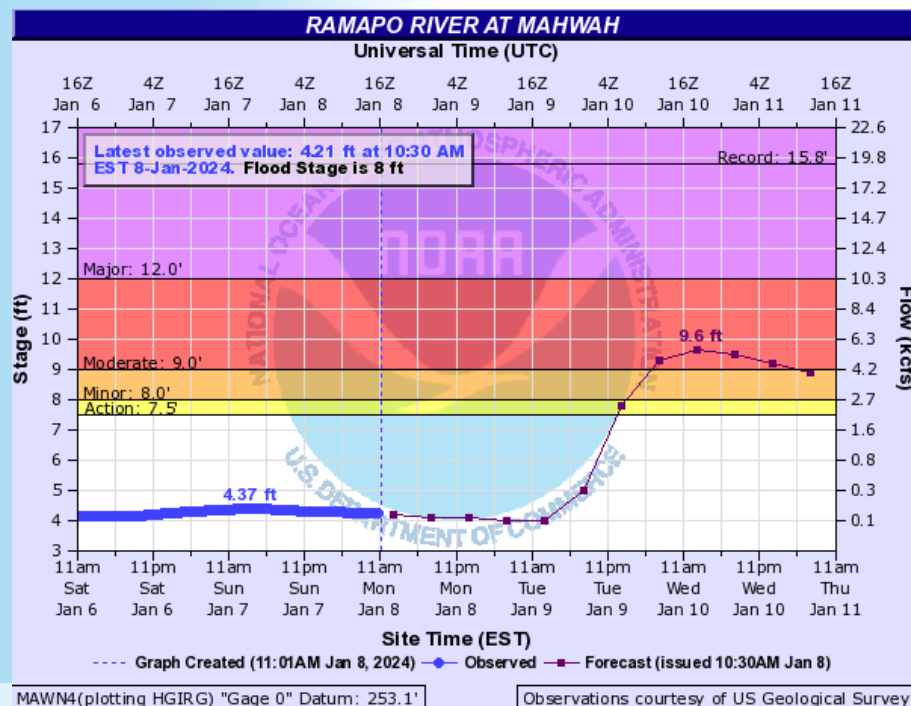 RAMAPO RIVER AT MAHWAH
Universal Time (UTC)
16Z 4Z 16Z 4Z 16Z 4Z 16Z 4Z 16Z 4Z 16Z
Jan 6 Jan 7 Jan 7 Jan 8 Jan 8 Jan 9 Jan 9 Jan 10 Jan 10 Jan 11 Jan 11
Latest observed value: 4.21 ft at 10:30 AM
EST 8-Jan-2024. Flood Stage is 8 ft
Record: 15.8'
Major: 12.0'
Moderate: 9.0'
Minor: 8.0'
Action: 7.5'
Stage (ft)
17
16
15
14
13
12
11
10
9
8
7
6
5
4
3
Flow (kcfs)
22.6
19.8
17.2
14.7
12.4
10.3
8.4
6.3
4.2
2.7
1.6
0.8
0.3
0.1
NOAA
NATIONAL OCEANIC AND ATMOSPHERIC ADMINISTRATION
U.S. DEPARTMENT OF COMMERCE
9.6 ft
4.37 ft
11am 11pm 11am 11pm 11am 11pm 11am 11pm 11am 11pm 11am
Sat Sat Sun Sun Mon Mon Tue Tue Wed Wed Thu
Jan 6 Jan 6 Jan 7 Jan 7 Jan 8 Jan 8 Jan 9 Jan 9 Jan 10 Jan 10 Jan 11
Site Time (EST)
Graph Created (11:01AM Jan 8, 2024) Observed Forecast (issued 10:30AM Jan 8)
MAWN4(plotting HGIRG) "Gage 0" Datum: 253.1'
Observations courtesy of US Geological Survey